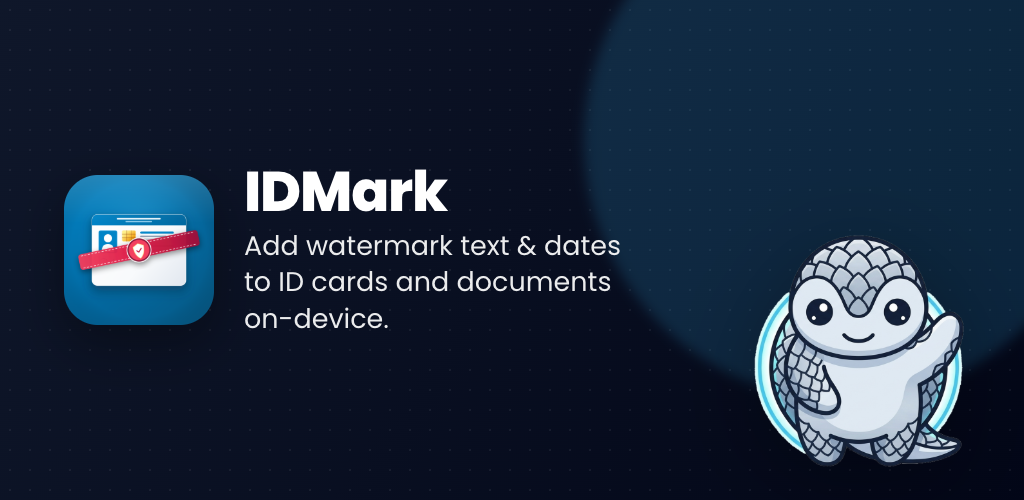 IDMark
Add watermark text & dates
to ID cards and documents
on-device.